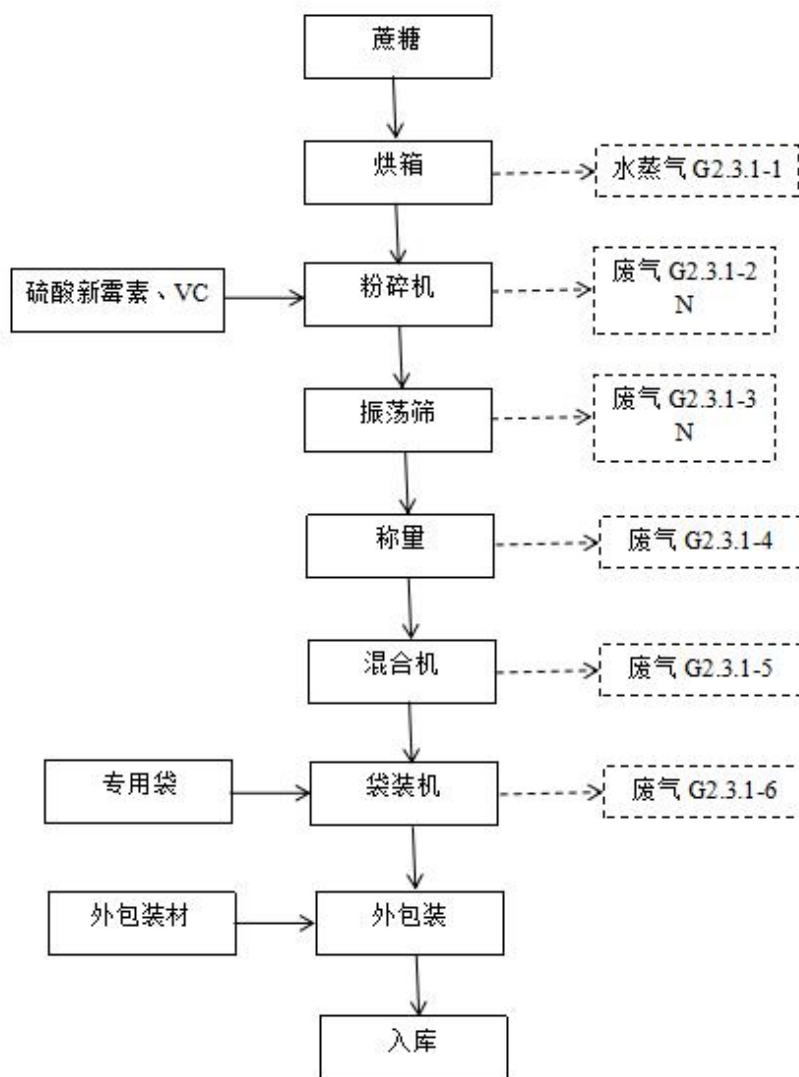 蔗糖
烘箱
水蒸气 G2.3.1-1
硫酸新霉素、VC
粉碎机
废气 G2.3.1-2
N
振荡筛
废气 G2.3.1-3
N
称量
废气 G2.3.1-4
混合机
废气 G2.3.1-5
专用袋
袋装机
废气 G2.3.1-6
外包装材
外包装
入库